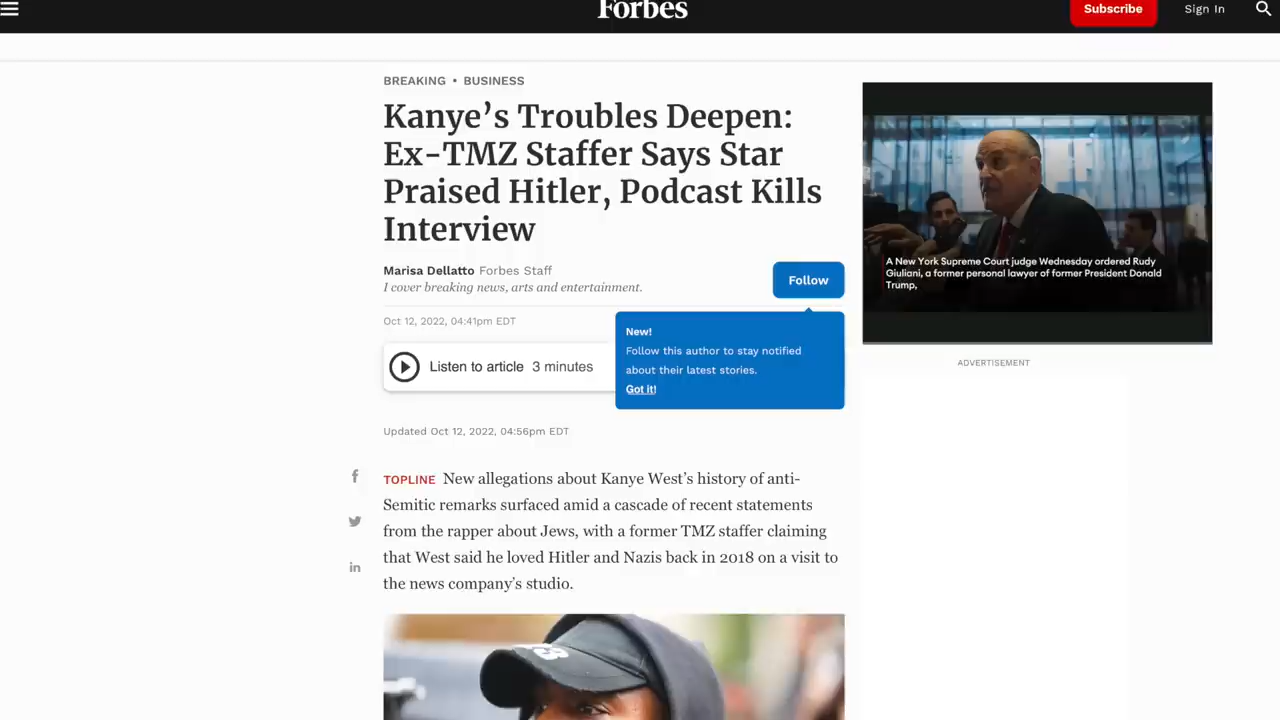 Forbes
Subscribe
Sign In
BREAKING • BUSINESS
Kanye’s Troubles Deepen:
Ex-TMZ Staffer Says Star
Praised Hitler, Podcast Kills
Interview
Marisa Dellatto Forbes Staff
I cover breaking news, arts and entertainment.
Follow
Oct 12, 2022, 04:41pm EDT
New!
Follow this author to stay notified
about their latest stories.
Got it!
Listen to article 3 minutes
Updated Oct 12, 2022, 04:56pm EDT
TOPLINE New allegations about Kanye West’s history of anti-
Semitic remarks surfaced amid a cascade of recent statements
from the rapper about Jews, with a former TMZ staffer claiming
that West said he loved Hitler and Nazis back in 2018 on a visit to
the news company’s studio.
A New York Supreme Court judge Wednesday ordered Rudy
Giuliani, a former personal lawyer of former President Donald
Trump,
ADVERTISEMENT